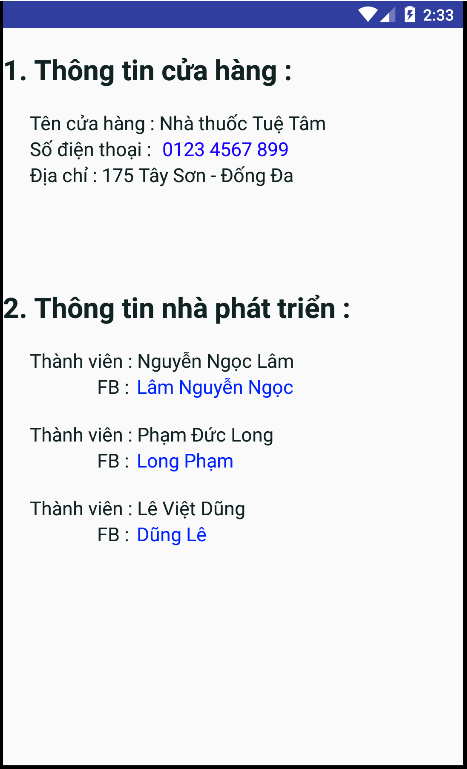 2:33
1. Thông tin cửa hàng :
Tên cửa hàng : Nhà thuốc Tuệ Tâm
Số điện thoại : 0123 4567 899
Địa chỉ : 175 Tây Sơn - Đống Đa
2. Thông tin nhà phát triển :
Thành viên : Nguyễn Ngọc Lâm
FB : Lâm Nguyễn Ngọc
Thành viên : Phạm Đức Long
FB : Long Phạm
Thành viên : Lê Việt Dũng
FB : Dũng Lê